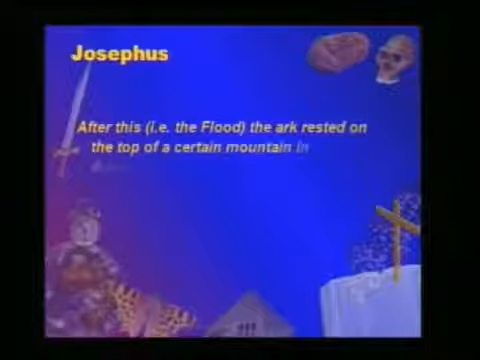 Josephus
After this (i.e. the Flood) the ark rested on
the top of a certain mountain in